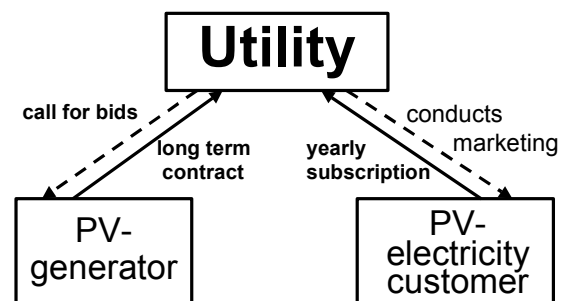 Utility
call for bids
long term
contract
yearly
subscription
conducts
marketing
PV-
generator
PV-
electricity
customer